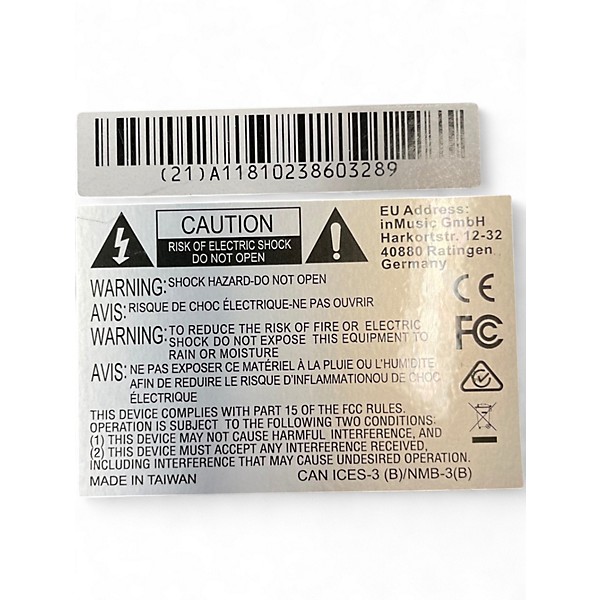 (21)A11810238603289
CAUTION
RISK OF ELECTRIC SHOCK
DO NOT OPEN
EU Address:
inMusic GmbH
Harkortstr. 12-32
40880 Ratingen
Germany
WARNING: SHOCK HAZARD-DO NOT OPEN
AVIS: RISQUE DE CHOC ÉLECTRIQUE-NE PAS OUVRIR
WARNING: TO REDUCE THE RISK OF FIRE OR ELECTRIC
SHOCK DO NOT EXPOSE THIS EQUIPMENT TO
RAIN OR MOISTURE
AVIS: NE PAS EXPOSER CE MATÉRIEL À LA PLUIE OU L'HUMIDITE
AFIN DE REDUIRE LE RISQUE D'INFLAMMATIONOU DE CHOC
ÉLECTRIQUE
CE
FC
THIS DEVICE COMPLIES WITH PART 15 OF THE FCC RULES.
OPERATION IS SUBJECT TO THE FOLLOWING TWO CONDITIONS:
(1) THIS DEVICE MAY NOT CAUSE HARMFUL INTERFERENCE, AND
(2) THIS DEVICE MUST ACCEPT ANY INTERFERENCE RECEIVED,
INCLUDING INTERFERENCE THAT MAY CAUSE UNDESIRED OPERATION.
MADE IN TAIWAN
CAN ICES-3 (B)/NMB-3(B)